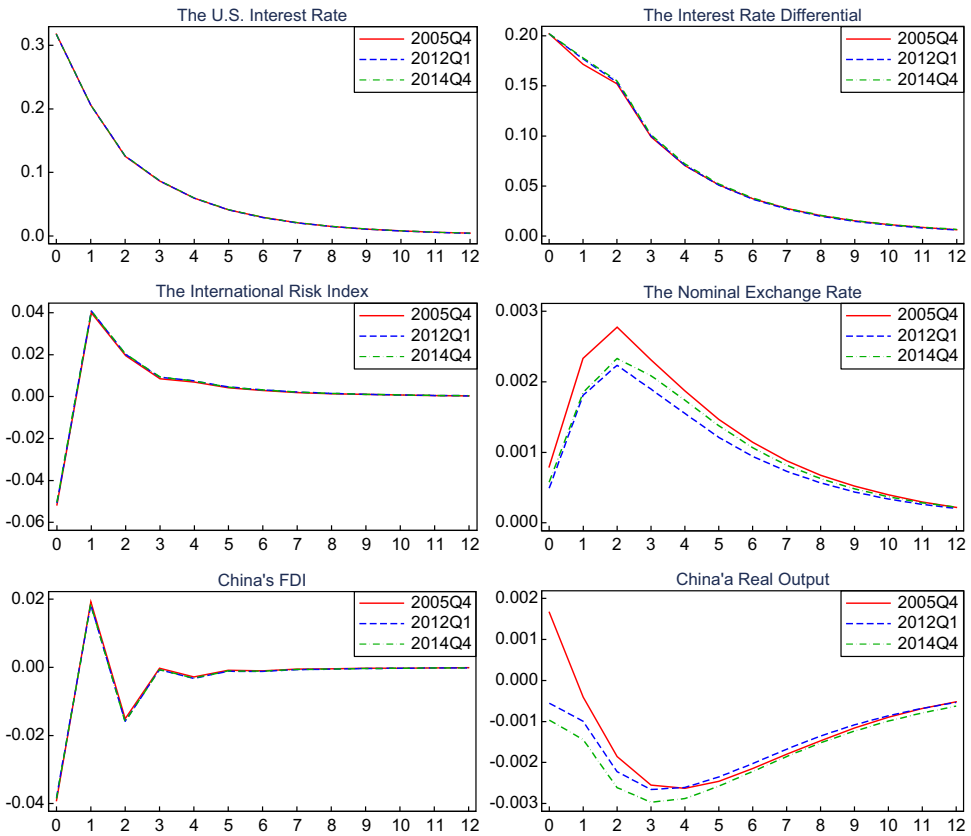 The U.S. Interest Rate
0.3
0.2
0.1
0.0
2005Q4
2012Q1
2014Q4
0 1 2 3 4 5 6 7 8 9 10 11 12
The Interest Rate Differential
0.20
0.15
0.10
0.05
0.00
2005Q4
2012Q1
2014Q4
0 1 2 3 4 5 6 7 8 9 10 11 12
The International Risk Index
0.04
0.02
0.00
-0.02
-0.04
-0.06
2005Q4
2012Q1
2014Q4
0 1 2 3 4 5 6 7 8 9 10 11 12
The Nominal Exchange Rate
0.003
0.002
0.001
0.000
2005Q4
2012Q1
2014Q4
0 1 2 3 4 5 6 7 8 9 10 11 12
China's FDI
0.02
0.00
-0.02
-0.04
2005Q4
2012Q1
2014Q4
0 1 2 3 4 5 6 7 8 9 10 11 12
China'a Real Output
0.002
0.001
0.000
-0.001
-0.002
-0.003
2005Q4
2012Q1
2014Q4
0 1 2 3 4 5 6 7 8 9 10 11 12